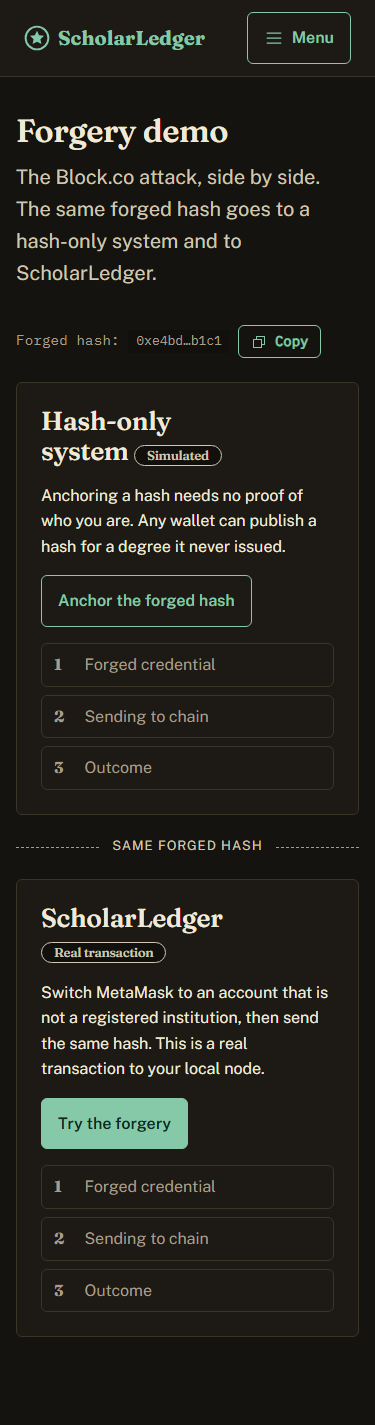 ScholarLedger
Menu
Forgery demo
The Block.co attack, side by side.
The same forged hash goes to a
hash-only system and to
ScholarLedger.
Forged hash: 0xe4bd…b1c1 Copy
Hash-only
system Simulated
Anchoring a hash needs no proof of
who you are. Any wallet can publish a
hash for a degree it never issued.
Anchor the forged hash
1 Forged credential
2 Sending to chain
3 Outcome
SAME FORGED HASH
ScholarLedger
Real transaction
Switch MetaMask to an account that is
not a registered institution, then send
the same hash. This is a real
transaction to your local node.
Try the forgery
1 Forged credential
2 Sending to chain
3 Outcome